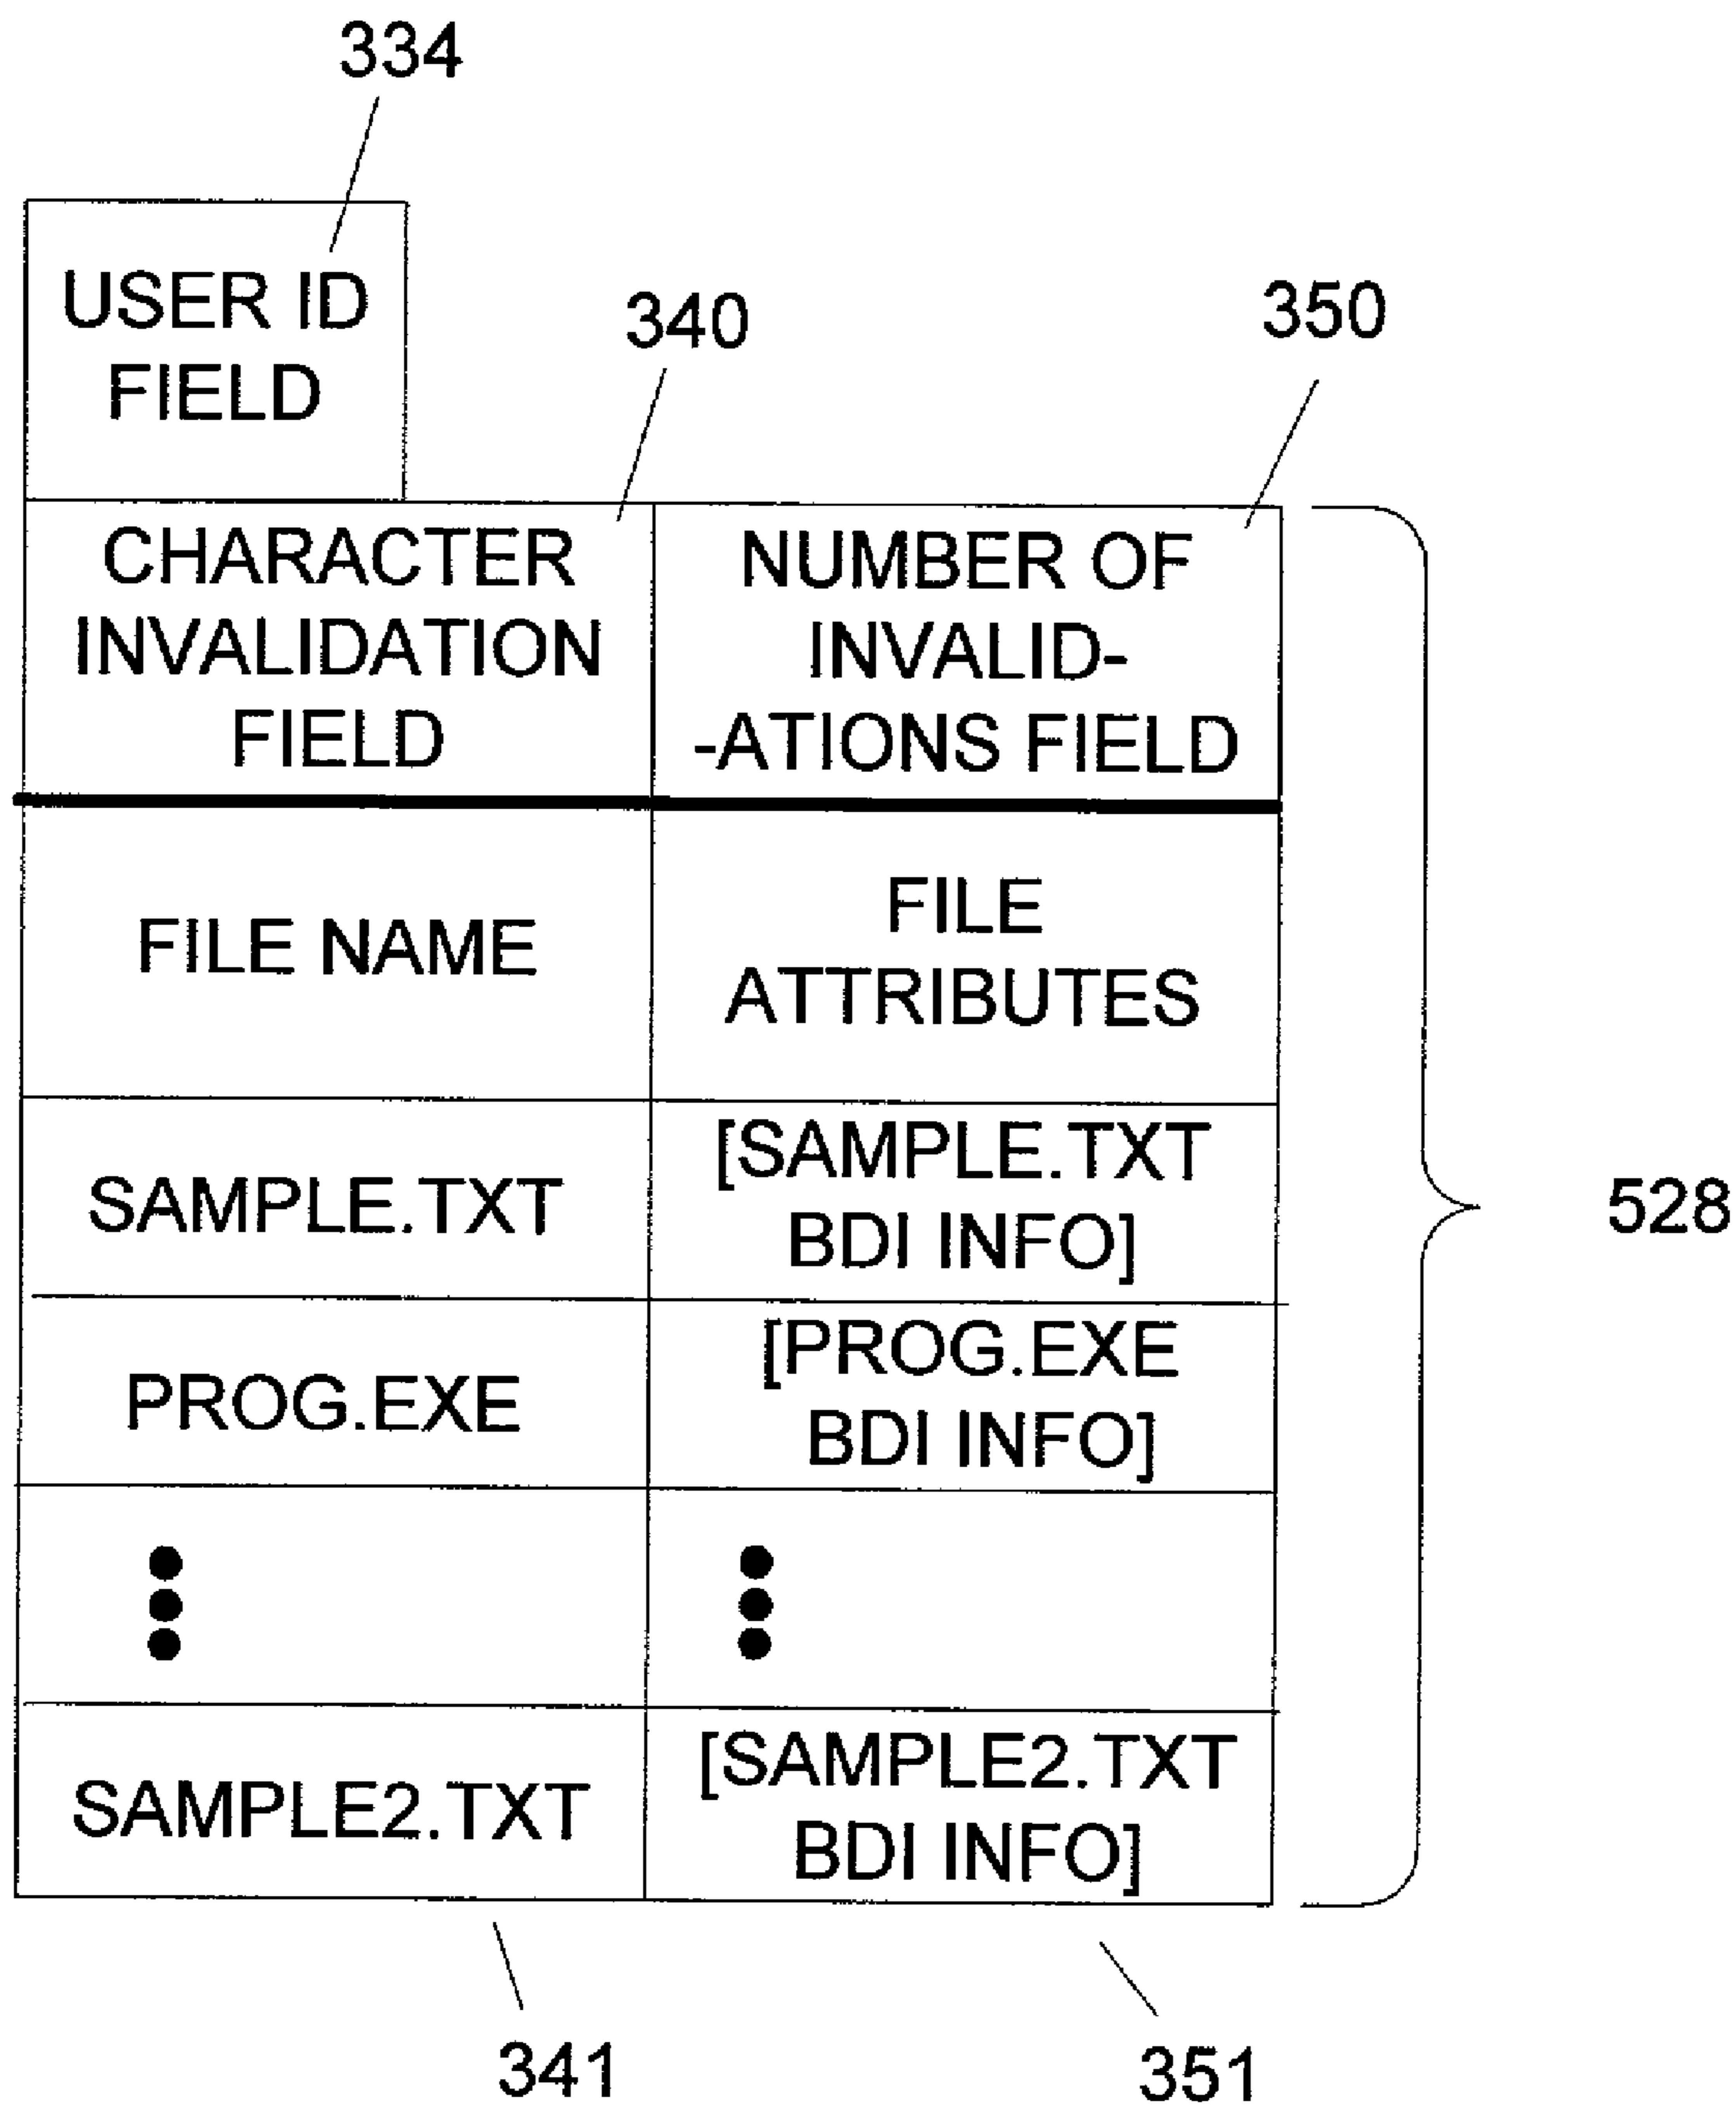 334
USER ID
FIELD
340
350
CHARACTER
INVALIDATION
FIELD
NUMBER OF
INVALID-
-ATIONS FIELD
FILE NAME
FILE
ATTRIBUTES
SAMPLE.TXT
[SAMPLE.TXT
BDI INFO]
528
PROG.EXE
[PROG.EXE
BDI INFO]
SAMPLE2.TXT
[SAMPLE2.TXT
BDI INFO]
341
351